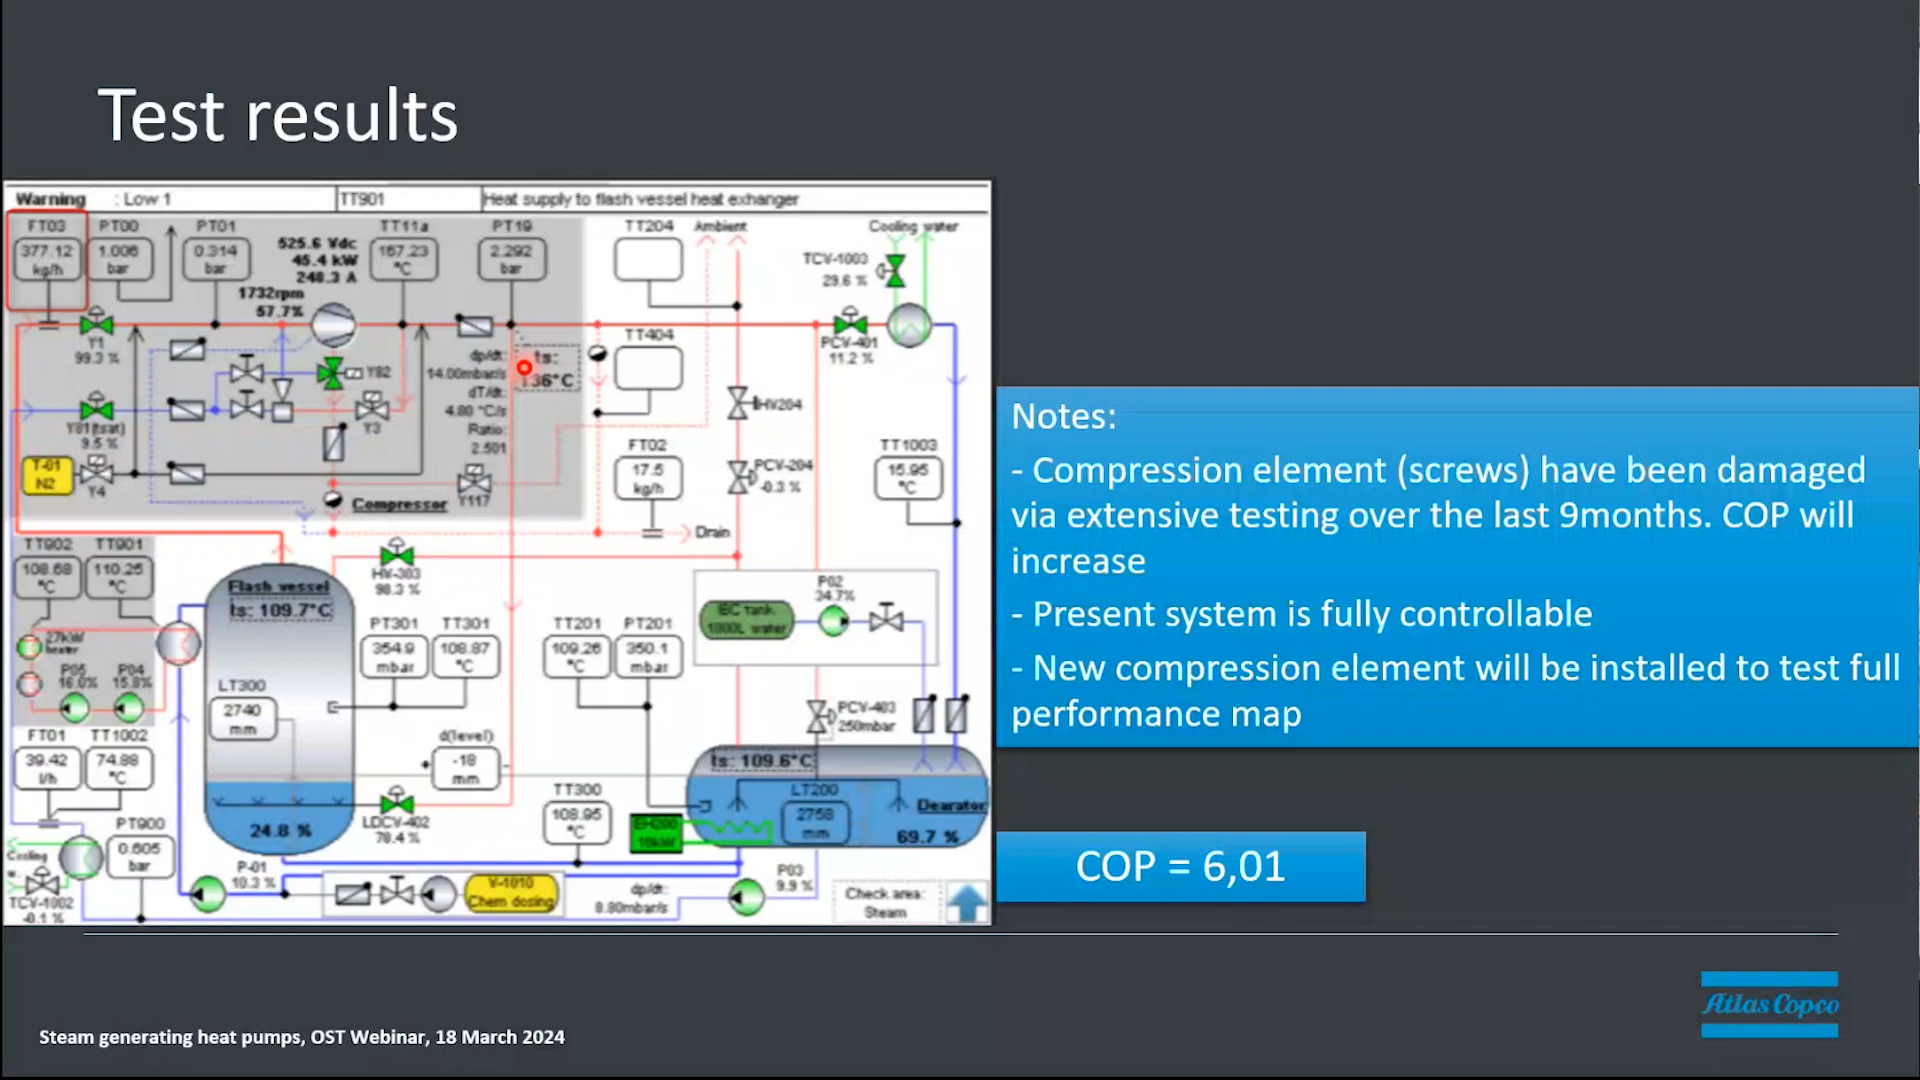 Test results
Warning : Low 1 TT901 Heat supply to flash vessel heat exhanger
FT03 PT00 PT01 TT11a PT19 TT204 Ambient Cooling water
377.12 kg/h
1.006 bar
0.314 bar
525.6 Vdc
45.4 kW
248.3 A
167.23 °C
2.292 bar
TCV-1003
29.6 %
1732rpm
57.7%
Y1
99.3 %
TT404
PCV-401
11.2 %
Y82
dp/dt:
14.00mbar/s
dT/dt:
4.80 °C/s
Ratio:
2.501
ts:
136°C
HV204
Y81(tsat)
9.5 %
Y3
T-01
N2
Y4
Y117
Compressor
FT02
17.5 kg/h
PCV-204
-0.3 %
TT1003
15.95 °C
Drain
TT902 TT901
108.68 °C
110.25 °C
HV-303
98.3 %
Flash vessel
ts: 109.7°C
27kW
heater
P05
16.0%
P04
15.8%
PT301 TT301
354.9 mbar
108.87 °C
TT201 PT201
109.26 °C
350.1 mbar
IBC tank
1000L water
P02
34.7%
LT300
2740 mm
PCV-403
250mbar
FT01 TT1002
39.42 l/h
74.88 °C
d(level)
-18 mm
ts: 109.6°C
LT200
2758 mm
Dearator
69.7 %
TT300
108.95 °C
EH200
LDCV-402
78.4 %
24.8 %
PT900
0.605 bar
Cooling
w.
TCV-1002
-0.1 %
P-01
10.3 %
V-1010
Chem dosing
dp/dt:
8.80mbar/s
P03
9.9 %
Check area:
Steam
Notes:
- Compression element (screws) have been damaged
via extensive testing over the last 9months. COP will
increase
- Present system is fully controllable
- New compression element will be installed to test full
performance map
COP = 6,01
Atlas Copco
Steam generating heat pumps, OST Webinar, 18 March 2024